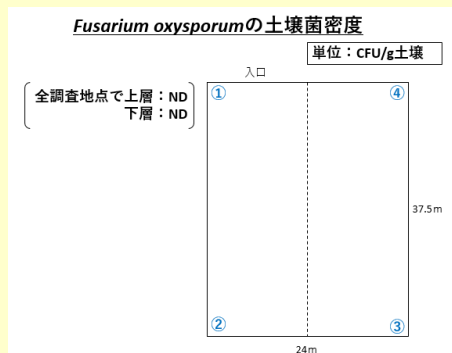 Fusarium oxysporumの土壌菌密度
単位：CFU/g土壌
入口
全調査地点で上層：ND
下層：ND
①
④
37.5m
②
③
24m